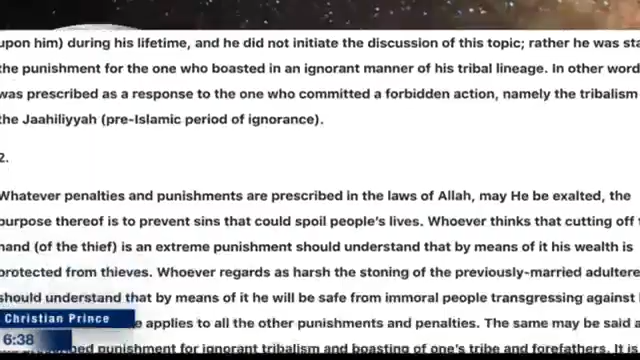 upon him) during his lifetime, and he did not initiate the discussion of this topic; rather he was
the punishment for the one who boasted in an ignorant manner of his tribal lineage. In other
was prescribed as a response to the one who committed a forbidden action, namely the tribalism
the Jaahiliyyah (pre-Islamic period of ignorance).
2.
Whatever penalties and punishments are prescribed in the laws of Allah, may He be exalted, the
purpose thereof is to prevent sins that could spoil people's lives. Whoever thinks that cutting off
hand (of the thief) is an extreme punishment should understand that by means of it his wealth is
protected from thieves. Whoever regards as harsh the stoning of the previously-married
should understand that by means of it he will be safe from immoral people transgressing against
applies to all the other punishments and penalties. The same may be said
punishment for ignorant tribalism and boasting of one's tribe and forefathers. It is
Christian Prince
6:38